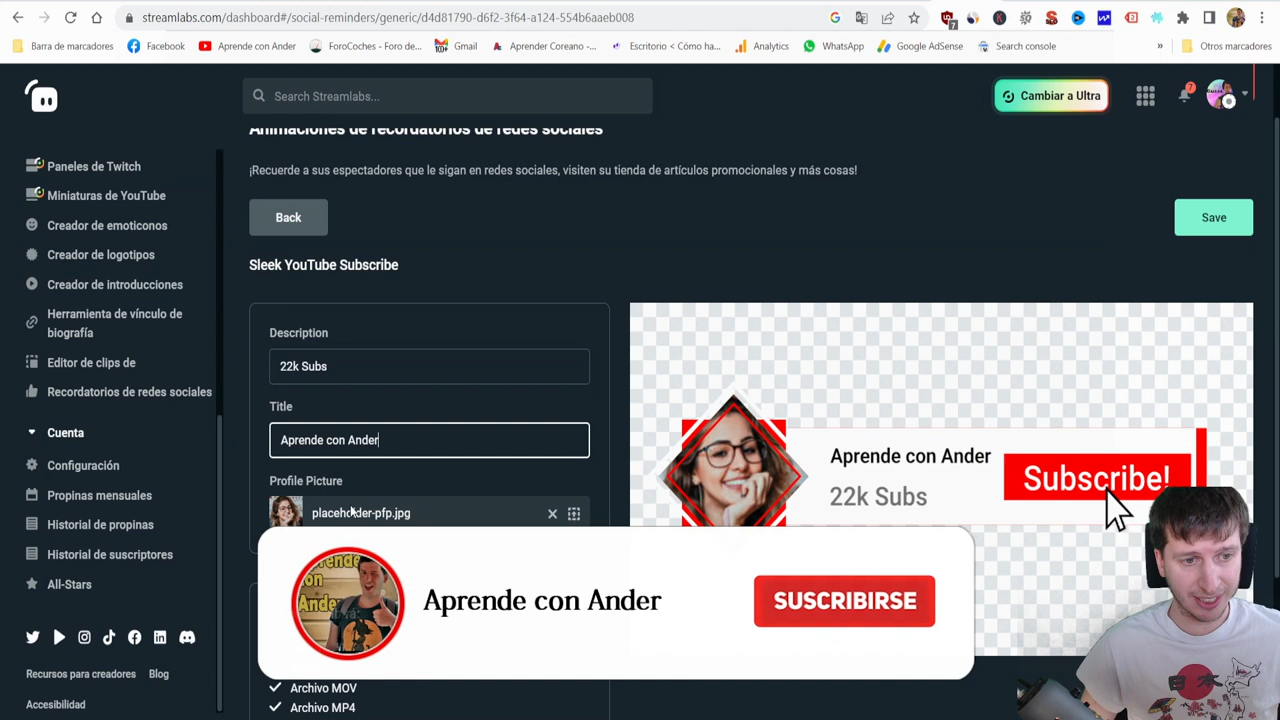 streamlabs.com/dashboard#/social-reminders/generic/d4d81790-d6f2-3f64-a124-554b6aaeb008
7
Barra de marcadores
Facebook
Aprende con Ander
ForoCoches - Foro de...
10+
Gmail
Aprender Coreano -...
Escritorio < Cómo ha...
Analytics
WhatsApp
Google AdSense
Search console
»
Otros marcadores
Search Streamlabs...
Cambiar a Ultra
7
Paneles de Twitch
Miniaturas de YouTube
Creador de emoticonos
Creador de logotipos
Creador de introducciones
Herramienta de vínculo de
biografía
Editor de clips de
Recordatorios de redes sociales
Cuenta
Configuración
Propinas mensuales
Historial de propinas
Historial de suscriptores
All-Stars
Recursos para creadores
Blog
Accesibilidad
Animaciones de recordatorios de redes sociales
¡Recuerde a sus espectadores que le sigan en redes sociales, visiten su tienda de artículos promocionales y más cosas!
Back
Save
Sleek YouTube Subscribe
Description
22k Subs
Title
Aprende con Ander
Profile Picture
placeholder-pfp.jpg
Aprende con Ander
22k Subs
Subscribe!
Aprende
con
Ander
Aprende con Ander
SUSCRIBIRSE
Archivo MOV
Archivo MP4
日本